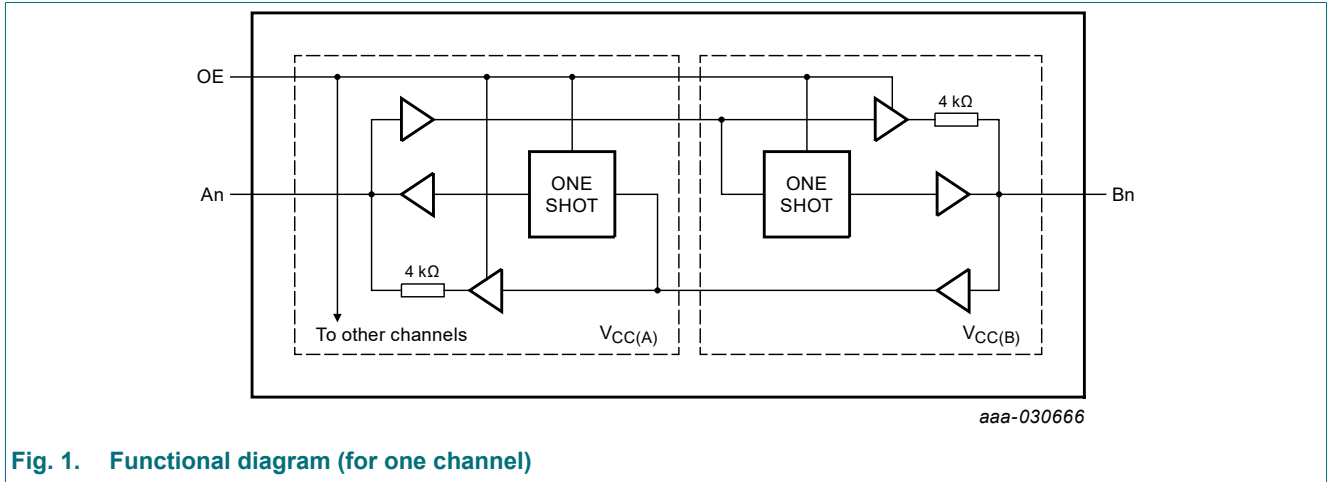 OE
4 kΩ
An
ONE
SHOT
ONE
SHOT
Bn
4 kΩ
To other channels
VCC(A)
VCC(B)
aaa-030666
Fig. 1. Functional diagram (for one channel)